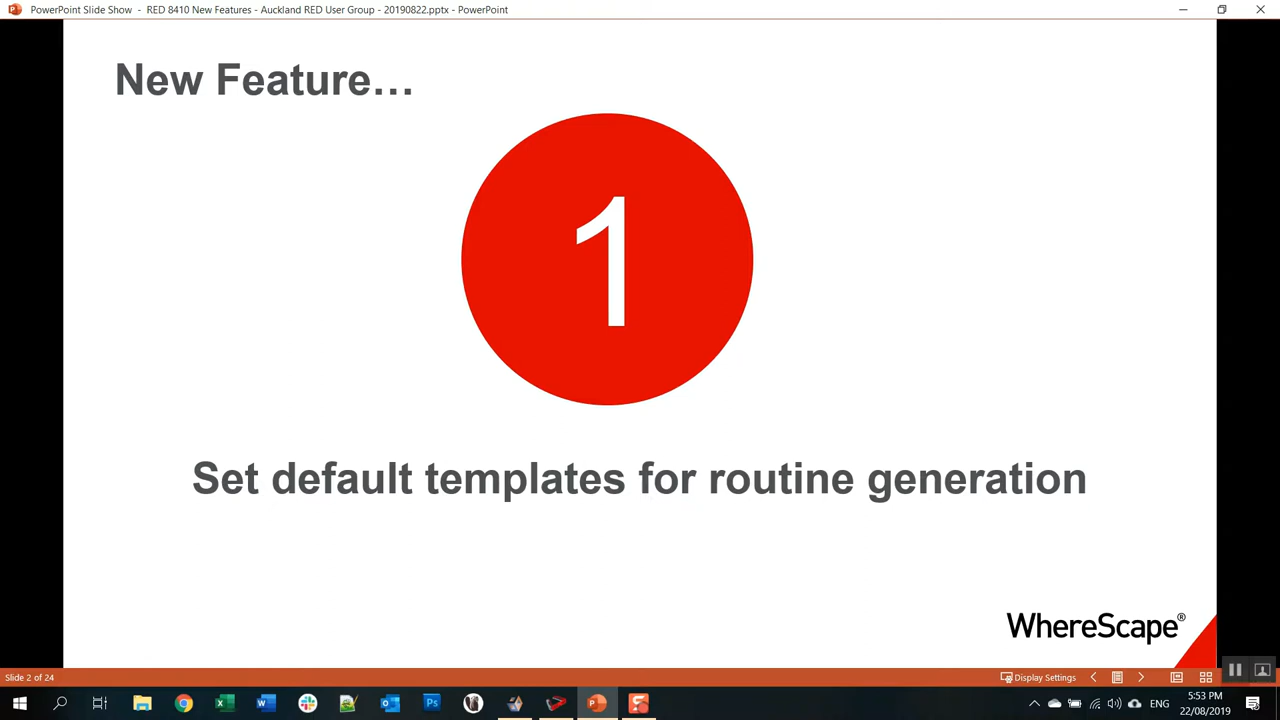 PowerPoint Slide Show - RED 8410 New Features - Auckland RED User Group - 20190822.pptx - PowerPoint
New Feature…
1
Set default templates for routine generation
WhereScape®
Slide 2 of 24
Display Settings
ENG
5:53 PM
22/08/2019